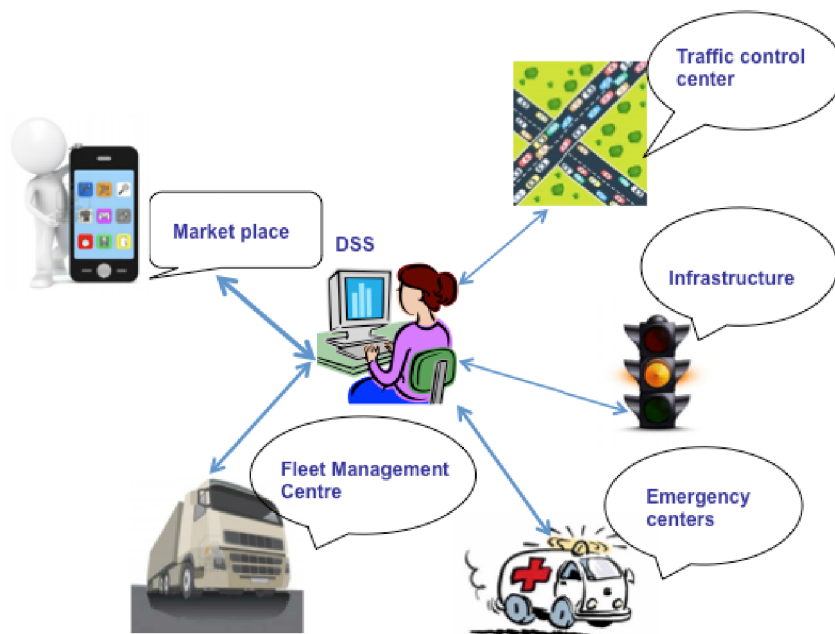 Traffic control
center
Market place
DSS
Infrastructure
Fleet Management
Centre
Emergency
centers